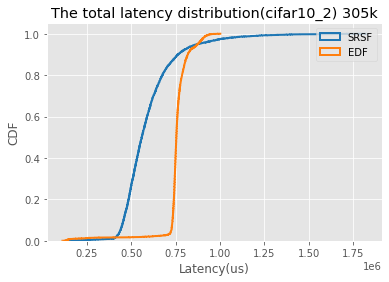 The total latency distribution(cifar10_2) 305k
SRSF
EDF
CDF
1.0
0.8
0.6
0.4
0.2
0.0
0.25
0.50
0.75
1.00
1.25
1.50
1.75
1e6
Latency(us)